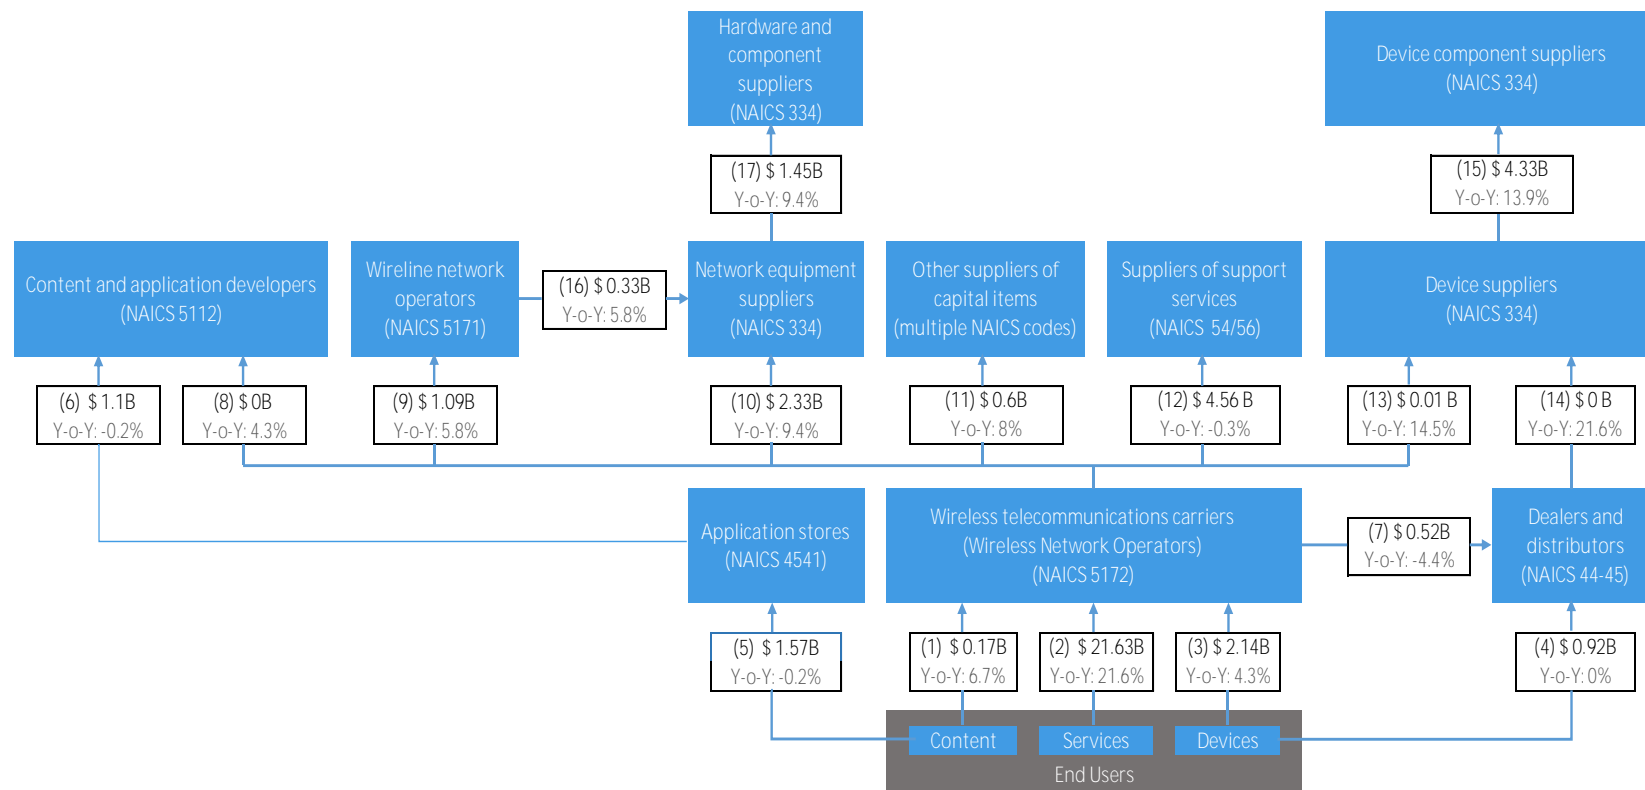 Hardware and
component
suppliers
(NAICS 334)
Device component suppliers
(NAICS 334)
(17) $ 1.45B
Y-o-Y: 9.4%
(15) $ 4.33B
Y-o-Y: 13.9%
Content and application developers
(NAICS 5112)
Wireline network
operators
(NAICS 5171)
(16) $ 0.33B
Y-o-Y: 5.8%
Network equipment
suppliers
(NAICS 334)
Other suppliers of
capital items
(multiple NAICS codes)
Suppliers of support
services
(NAICS 54/56)
Device suppliers
(NAICS 334)
(6) $ 1.1B
Y-o-Y: -0.2%
(8) $ 0B
Y-o-Y: 4.3%
(9) $ 1.09B
Y-o-Y: 5.8%
(10) $ 2.33B
Y-o-Y: 9.4%
(11) $ 0.6B
Y-o-Y: 8%
(12) $ 4.56 B
Y-o-Y: -0.3%
(13) $ 0.01 B
Y-o-Y: 14.5%
(14) $ 0 B
Y-o-Y: 21.6%
Application stores
(NAICS 4541)
Wireless telecommunications carriers
(Wireless Network Operators)
(NAICS 5172)
(7) $ 0.52B
Y-o-Y: -4.4%
Dealers and
distributors
(NAICS 44-45)
(5) $ 1.57B
Y-o-Y: -0.2%
(1) $ 0.17B
Y-o-Y: 6.7%
(2) $ 21.63B
Y-o-Y: 21.6%
(3) $ 2.14B
Y-o-Y: 4.3%
(4) $ 0.92B
Y-o-Y: 0%
Content
Services
Devices
End Users